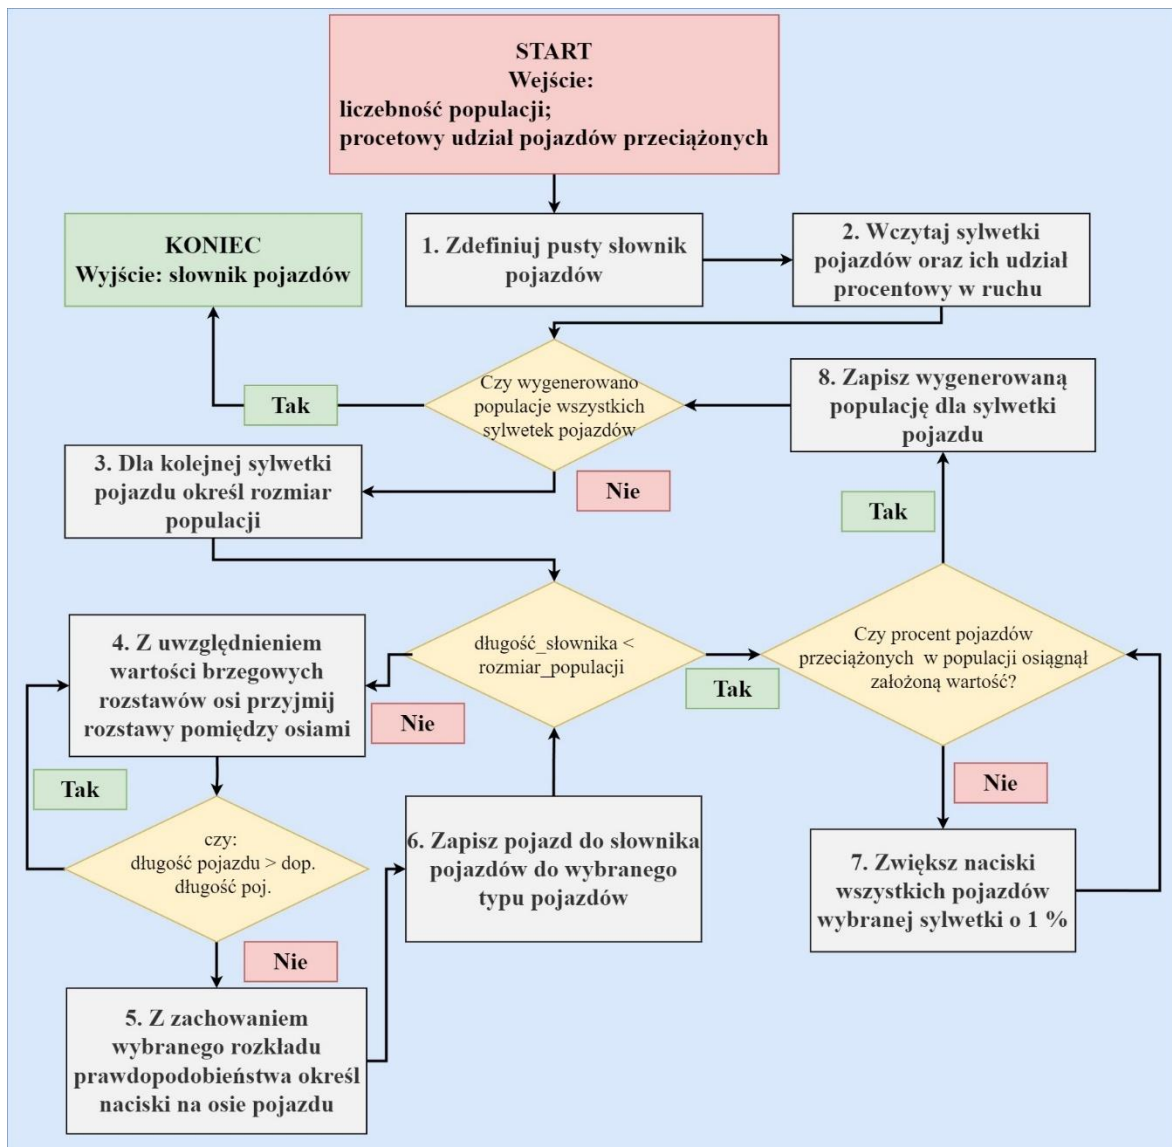 START
Wejście:
liczebność populacji;
procetowy udział pojazdów przeciążonych
KONIEC
Wyjście: słownik pojazdów
1. Zdefiniuj pusty słownik
pojazdów
2. Wczytaj sylwetki
pojazdów oraz ich udział
procentowy w ruchu
Czy wygenerowano
populacje wszystkich
sylwetek pojazdów
Tak
8. Zapisz wygenerowaną
populację dla sylwetki
pojazdu
3. Dla kolejnej sylwetki
pojazdu określ rozmiar
populacji
Nie
Tak
4. Z uwzględnieniem
wartości brzegowych
rozstawów osi przyjmij
rozstawy pomiędzy osiami
długość_słownika <
rozmiar_populacji
Czy procent pojazdów
przeciążonych w populacji osiągnął
założoną wartość?
Nie
Tak
Tak
Nie
czy:
długość pojazdu > dop.
długość poj.
6. Zapisz pojazd do słownika
pojazdów do wybranego
typu pojazdów
7. Zwiększ naciski
wszystkich pojazdów
wybranej sylwetki o 1 %
Nie
5. Z zachowaniem
wybranego rozkładu
prawdopodobieństwa określ
naciski na osie pojazdu